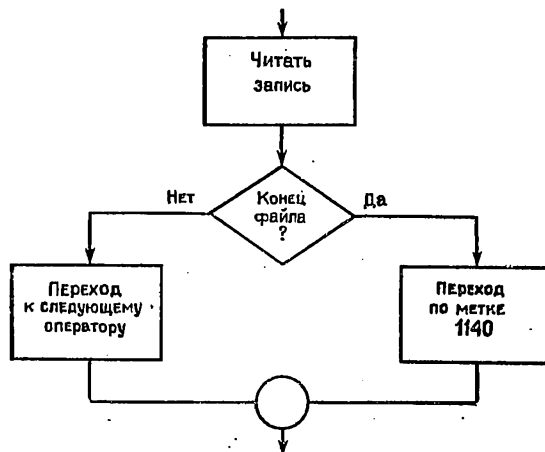 Читать
запись
Нет
Конец
файла
?
Да
Переход
к следующему
оператору
Переход
по метке
1140